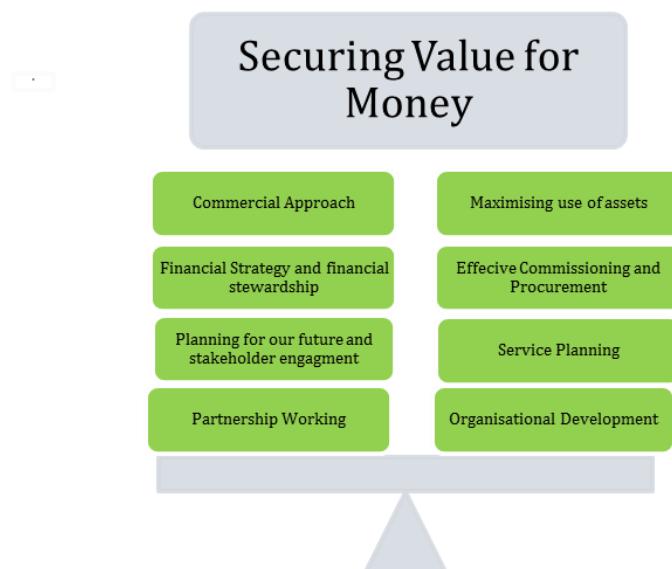 Securing Value for
Money
Commercial Approach
Maximising use of assets
Financial Strategy and financial
stewardship
Effecive Commissioning and
Procurement
Planning for our future and
stakeholder engagment
Service Planning
Partnership Working
Organisational Development